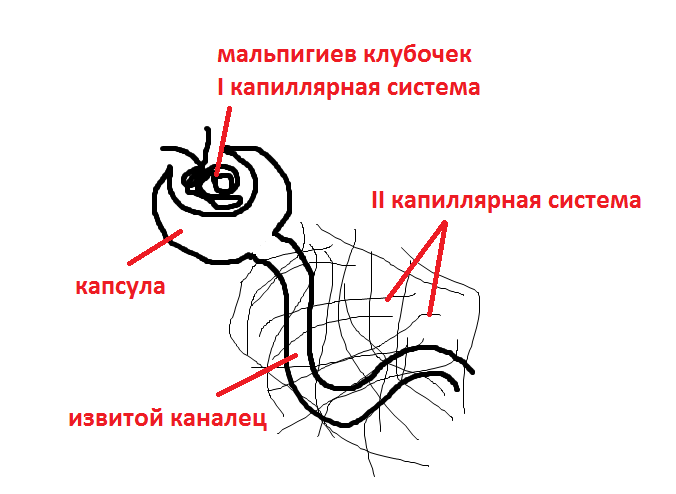 мальпигиев клубочек
I капиллярная система
II капиллярная система
капсула
извитой каналец